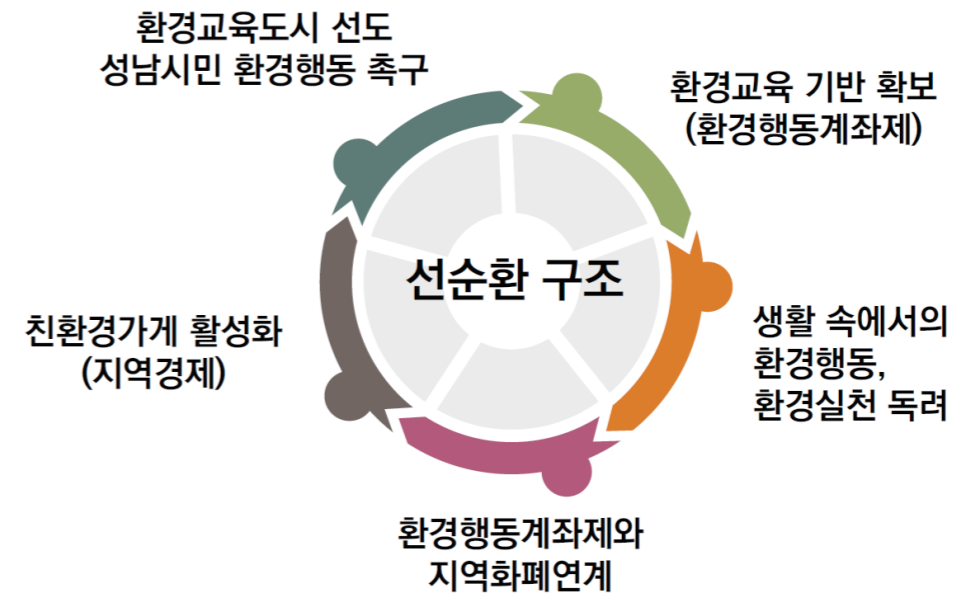 환경교육도시 선도
성남시민 환경행동 촉구
환경교육 기반 확보
(환경행동계좌제)
선순환 구조
생활 속에서의
환경행동,
환경실천 독려
친환경가게 활성화
(지역경제)
환경행동계좌제와
지역화폐연계